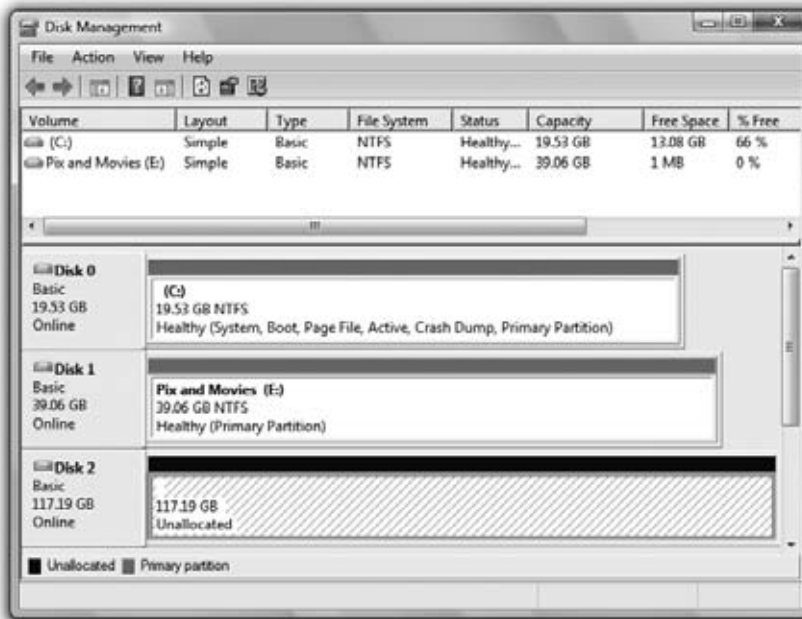 Disk Management
File Action View Help
Volume Layout Type File System Status Capacity Free Space % Free
(C:) Simple Basic NTFS Healthy... 19.53 GB 13.08 GB 66 %
Pix and Movies (E:) Simple Basic NTFS Healthy... 39.06 GB 1 MB 0 %
Disk 0
Basic
19.53 GB
Online
(C:)
19.53 GB NTFS
Healthy (System, Boot, Page File, Active, Crash Dump, Primary Partition)
Disk 1
Basic
39.06 GB
Online
Pix and Movies (E:)
39.06 GB NTFS
Healthy (Primary Partition)
Disk 2
Basic
117.19 GB
Online
117.19 GB
Unallocated
Unallocated Primary partition